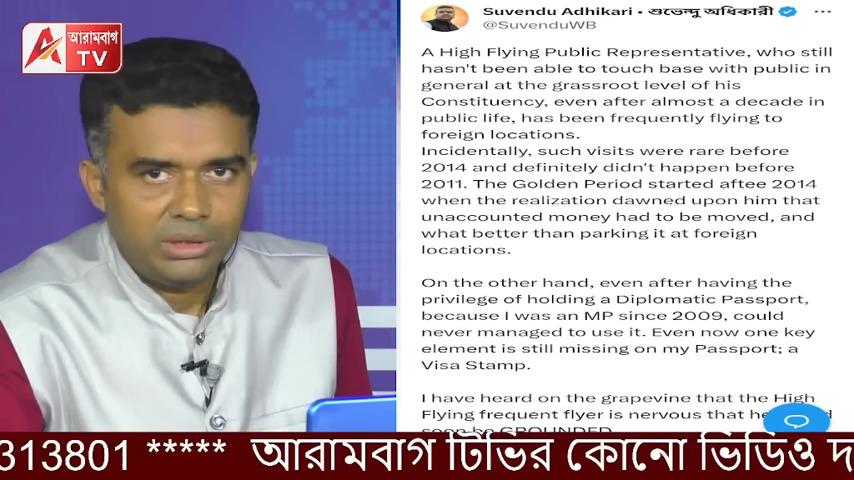 আরামবাগ
TV
Suvendu Adhikari • শুভেন্দু অধিকারী
@SuvenduWB
A High Flying Public Representative, who still
hasn't been able to touch base with public in
general at the grassroot level of his
Constituency, even after almost a decade in
public life, has been frequently flying to
foreign locations.
Incidentally, such visits were rare before
2014 and definitely didn't happen before
2011. The Golden Period started aftee 2014
when the realization dawned upon him that
unaccounted money had to be moved, and
what better than parking it at foreign
locations.
On the other hand, even after having the
privilege of holding a Diplomatic Passport,
because I was an MP since 2009, could
never managed to use it. Even now one key
element is still missing on my Passport; a
Visa Stamp.
I have heard on the grapevine that the High
Flying frequent flyer is nervous that he
soon be GROUNDED
313801 ***** আরামবাগ টিভির কোনো ভিডিও